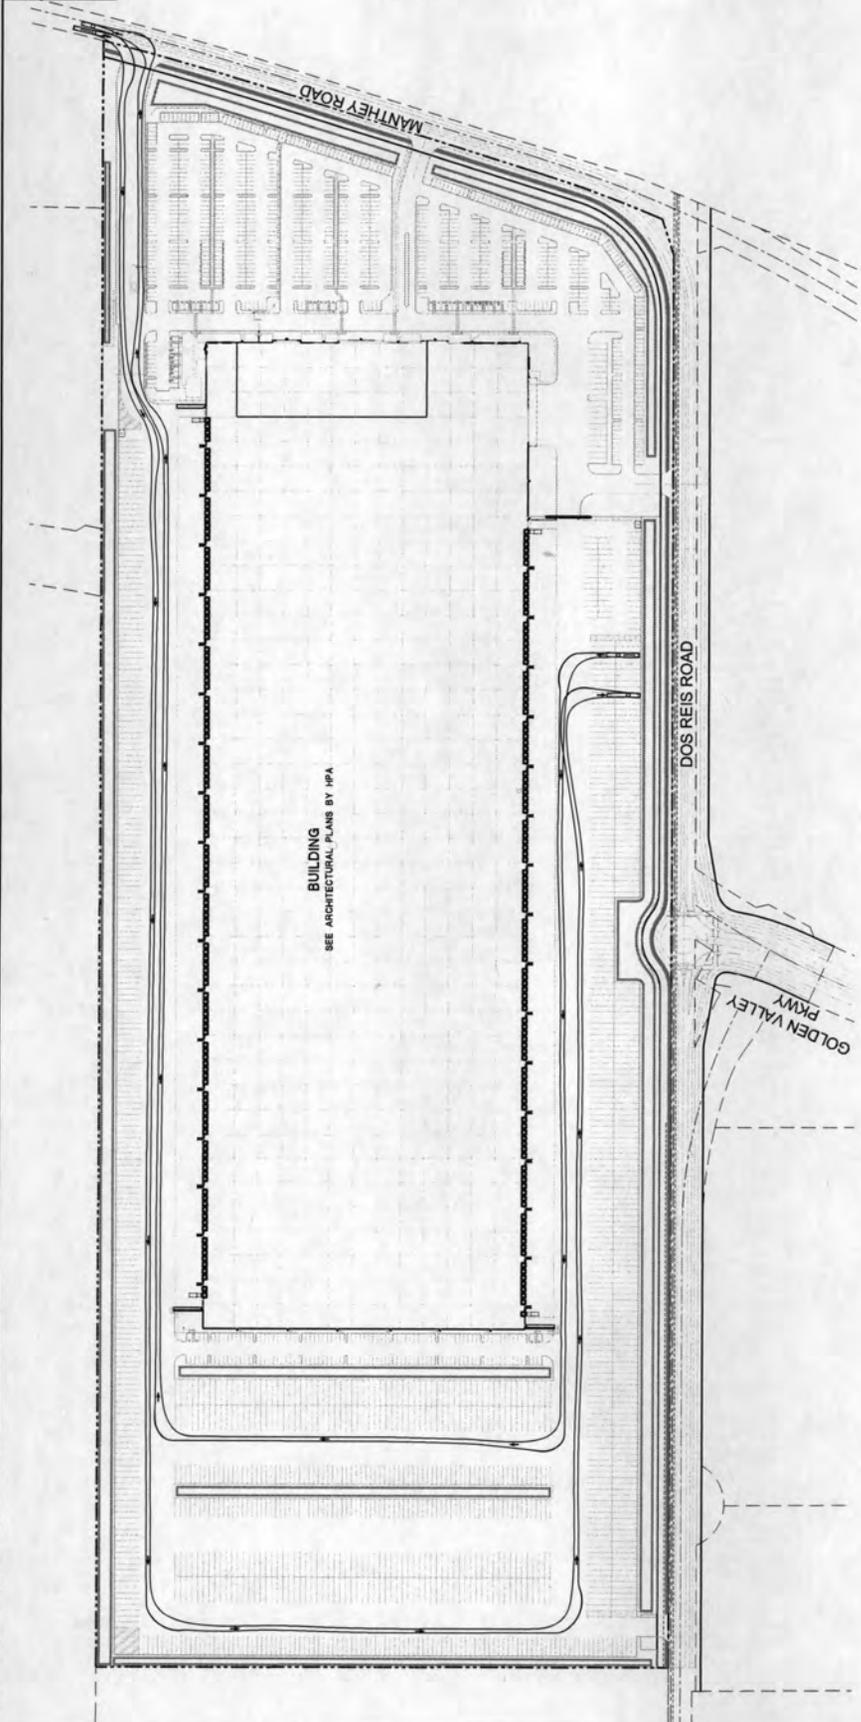 MANTHEY ROAD
DOS REIS ROAD
BUILDING
SEE ARCHITECTURAL PLANS BY HPA
GOLDEN VALLEY
PKWY